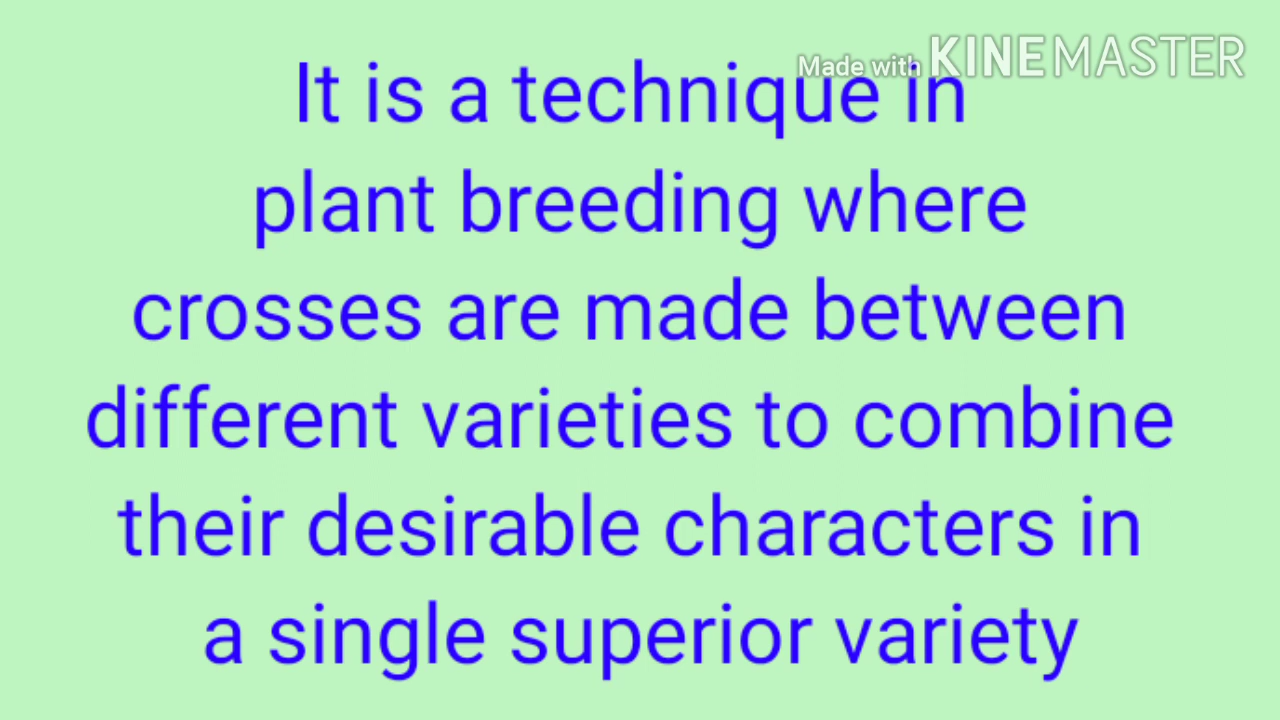 Made with KINEMASTER
It is a technique in
plant breeding where
crosses are made between
different varieties to combine
their desirable characters in
a single superior variety